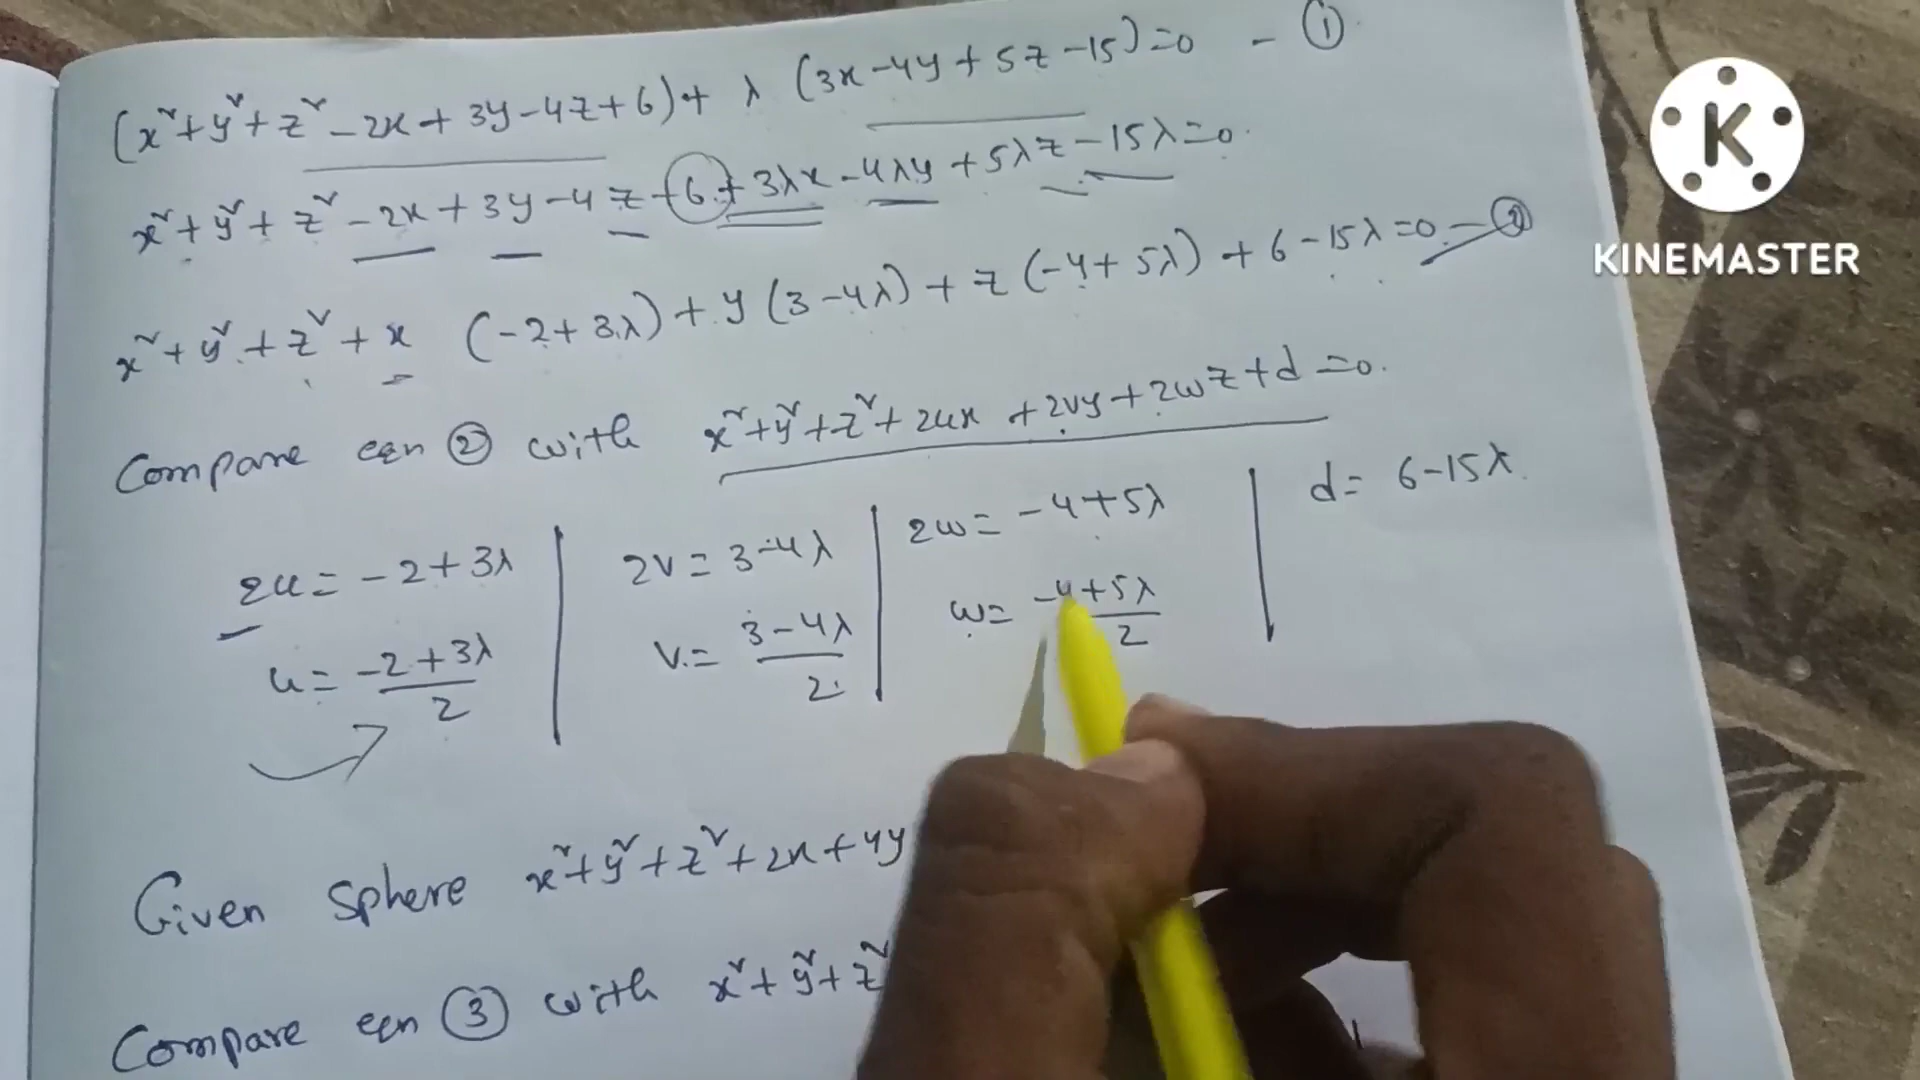 (x²+y²+z²-2x+3y-4z+6)+ λ (3x-4y+5z-15)=0 - ①
x²+y²+z²-2x+3y-4z+6+3λx-4λy+5λz-15λ=0.
x²+y²+z²+x (-2+3λ)+y(3-4λ)+z(-4+5λ)+6-15λ=0-②
Compare eqn ② with x²+y²+z²+2ux+2vy+2wz+d=0.
2u=-2+3λ 2v=3-4λ 2w=-4+5λ d=6-15λ
u=-2+3λ/2 v=3-4λ/2 w=-4+5λ/2
Given sphere x²+y²+z²+2x+4y
Compare eqn ③ with x²+y²+z²
K
KINEMASTER